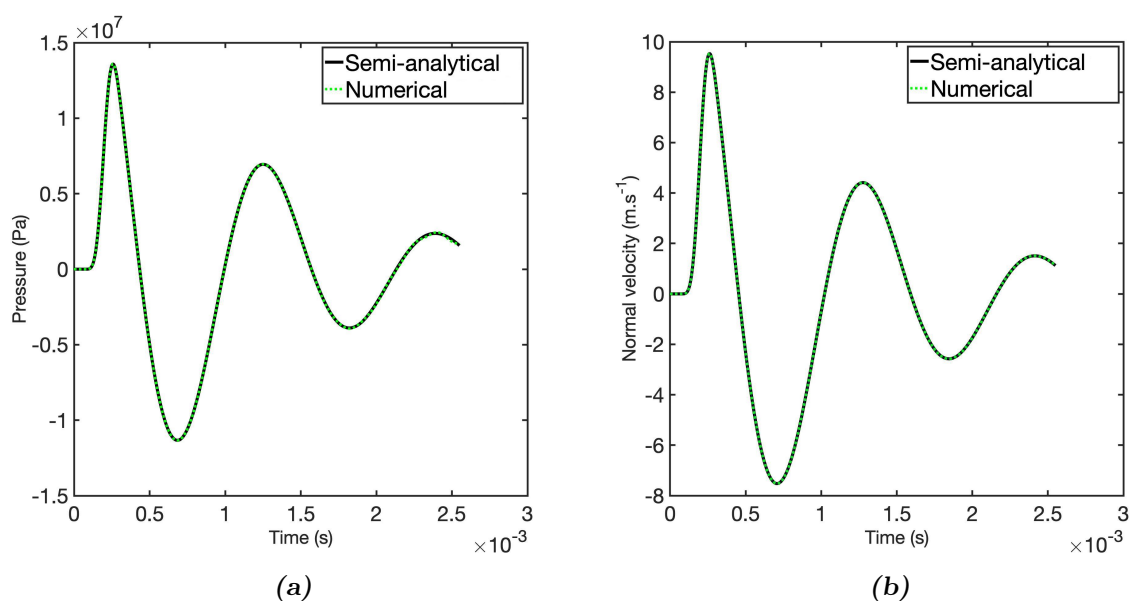 ×10⁷
1.5
1
0.5
0
-0.5
-1
-1.5
Pressure (Pa)
Semi-analytical
Numerical
0 0.5 1 1.5 2 2.5 3
Time (s)
×10⁻³
(a)
10
8
6
4
2
0
-2
-4
-6
-8
Normal velocity (m.s⁻¹)
Semi-analytical
Numerical
0 0.5 1 1.5 2 2.5 3
Time (s)
×10⁻³
(b)